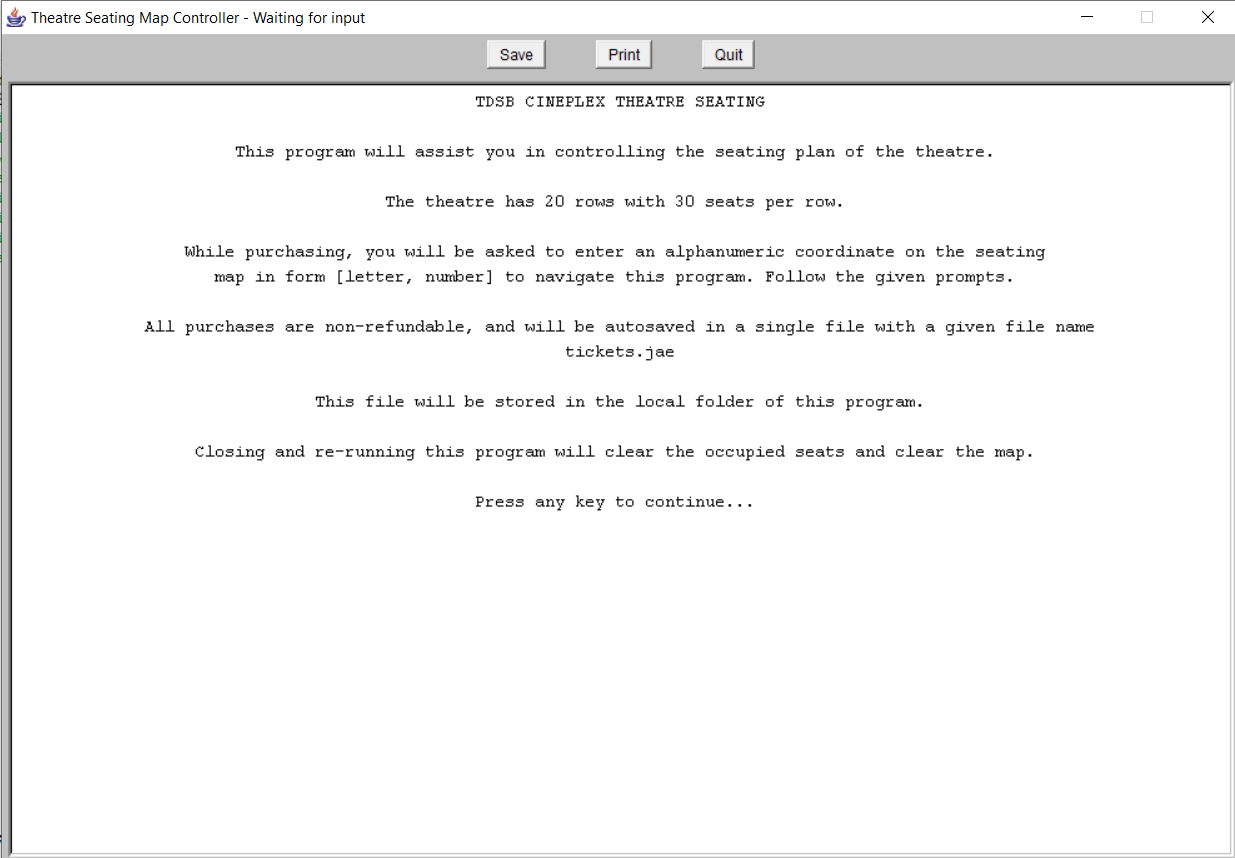 Theatre Seating Map Controller - Waiting for input
Save Print Quit
TDSB CINEPLEX THEATRE SEATING
This program will assist you in controlling the seating plan of the theatre.
The theatre has 20 rows with 30 seats per row.
While purchasing, you will be asked to enter an alphanumeric coordinate on the seating
map in form [letter, number] to navigate this program. Follow the given prompts.
All purchases are non-refundable, and will be autosaved in a single file with a given file name
tickets.jae
This file will be stored in the local folder of this program.
Closing and re-running this program will clear the occupied seats and clear the map.
Press any key to continue...